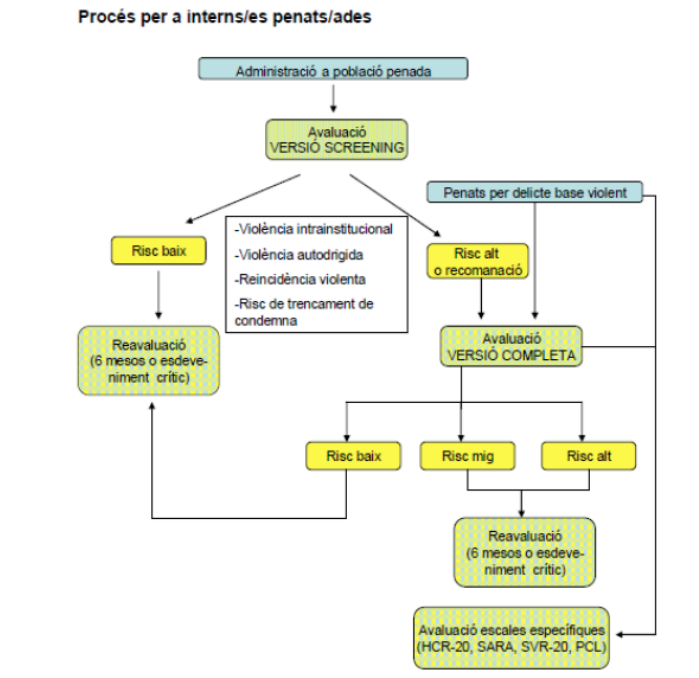 Procés per a interns/es penats/ades
Administració a població penada
Avaluació
VERSIÓ SCREENING
Penats per delicte base violent
-Violència intrainstitucional
-Violència autodrigida
-Reincidència violenta
-Risc de trencament de
condemna
Risc baix
Risc alt
o recomanació
Reavaluació
(6 mesos o esdeve-
niment crític)
Avaluació
VERSIÓ COMPLETA
Risc baix
Risc mig
Risc alt
Reavaluació
(6 mesos o esdeve-
niment crític)
Avaluació escales específiques
(HCR-20, SARA, SVR-20, PCL)